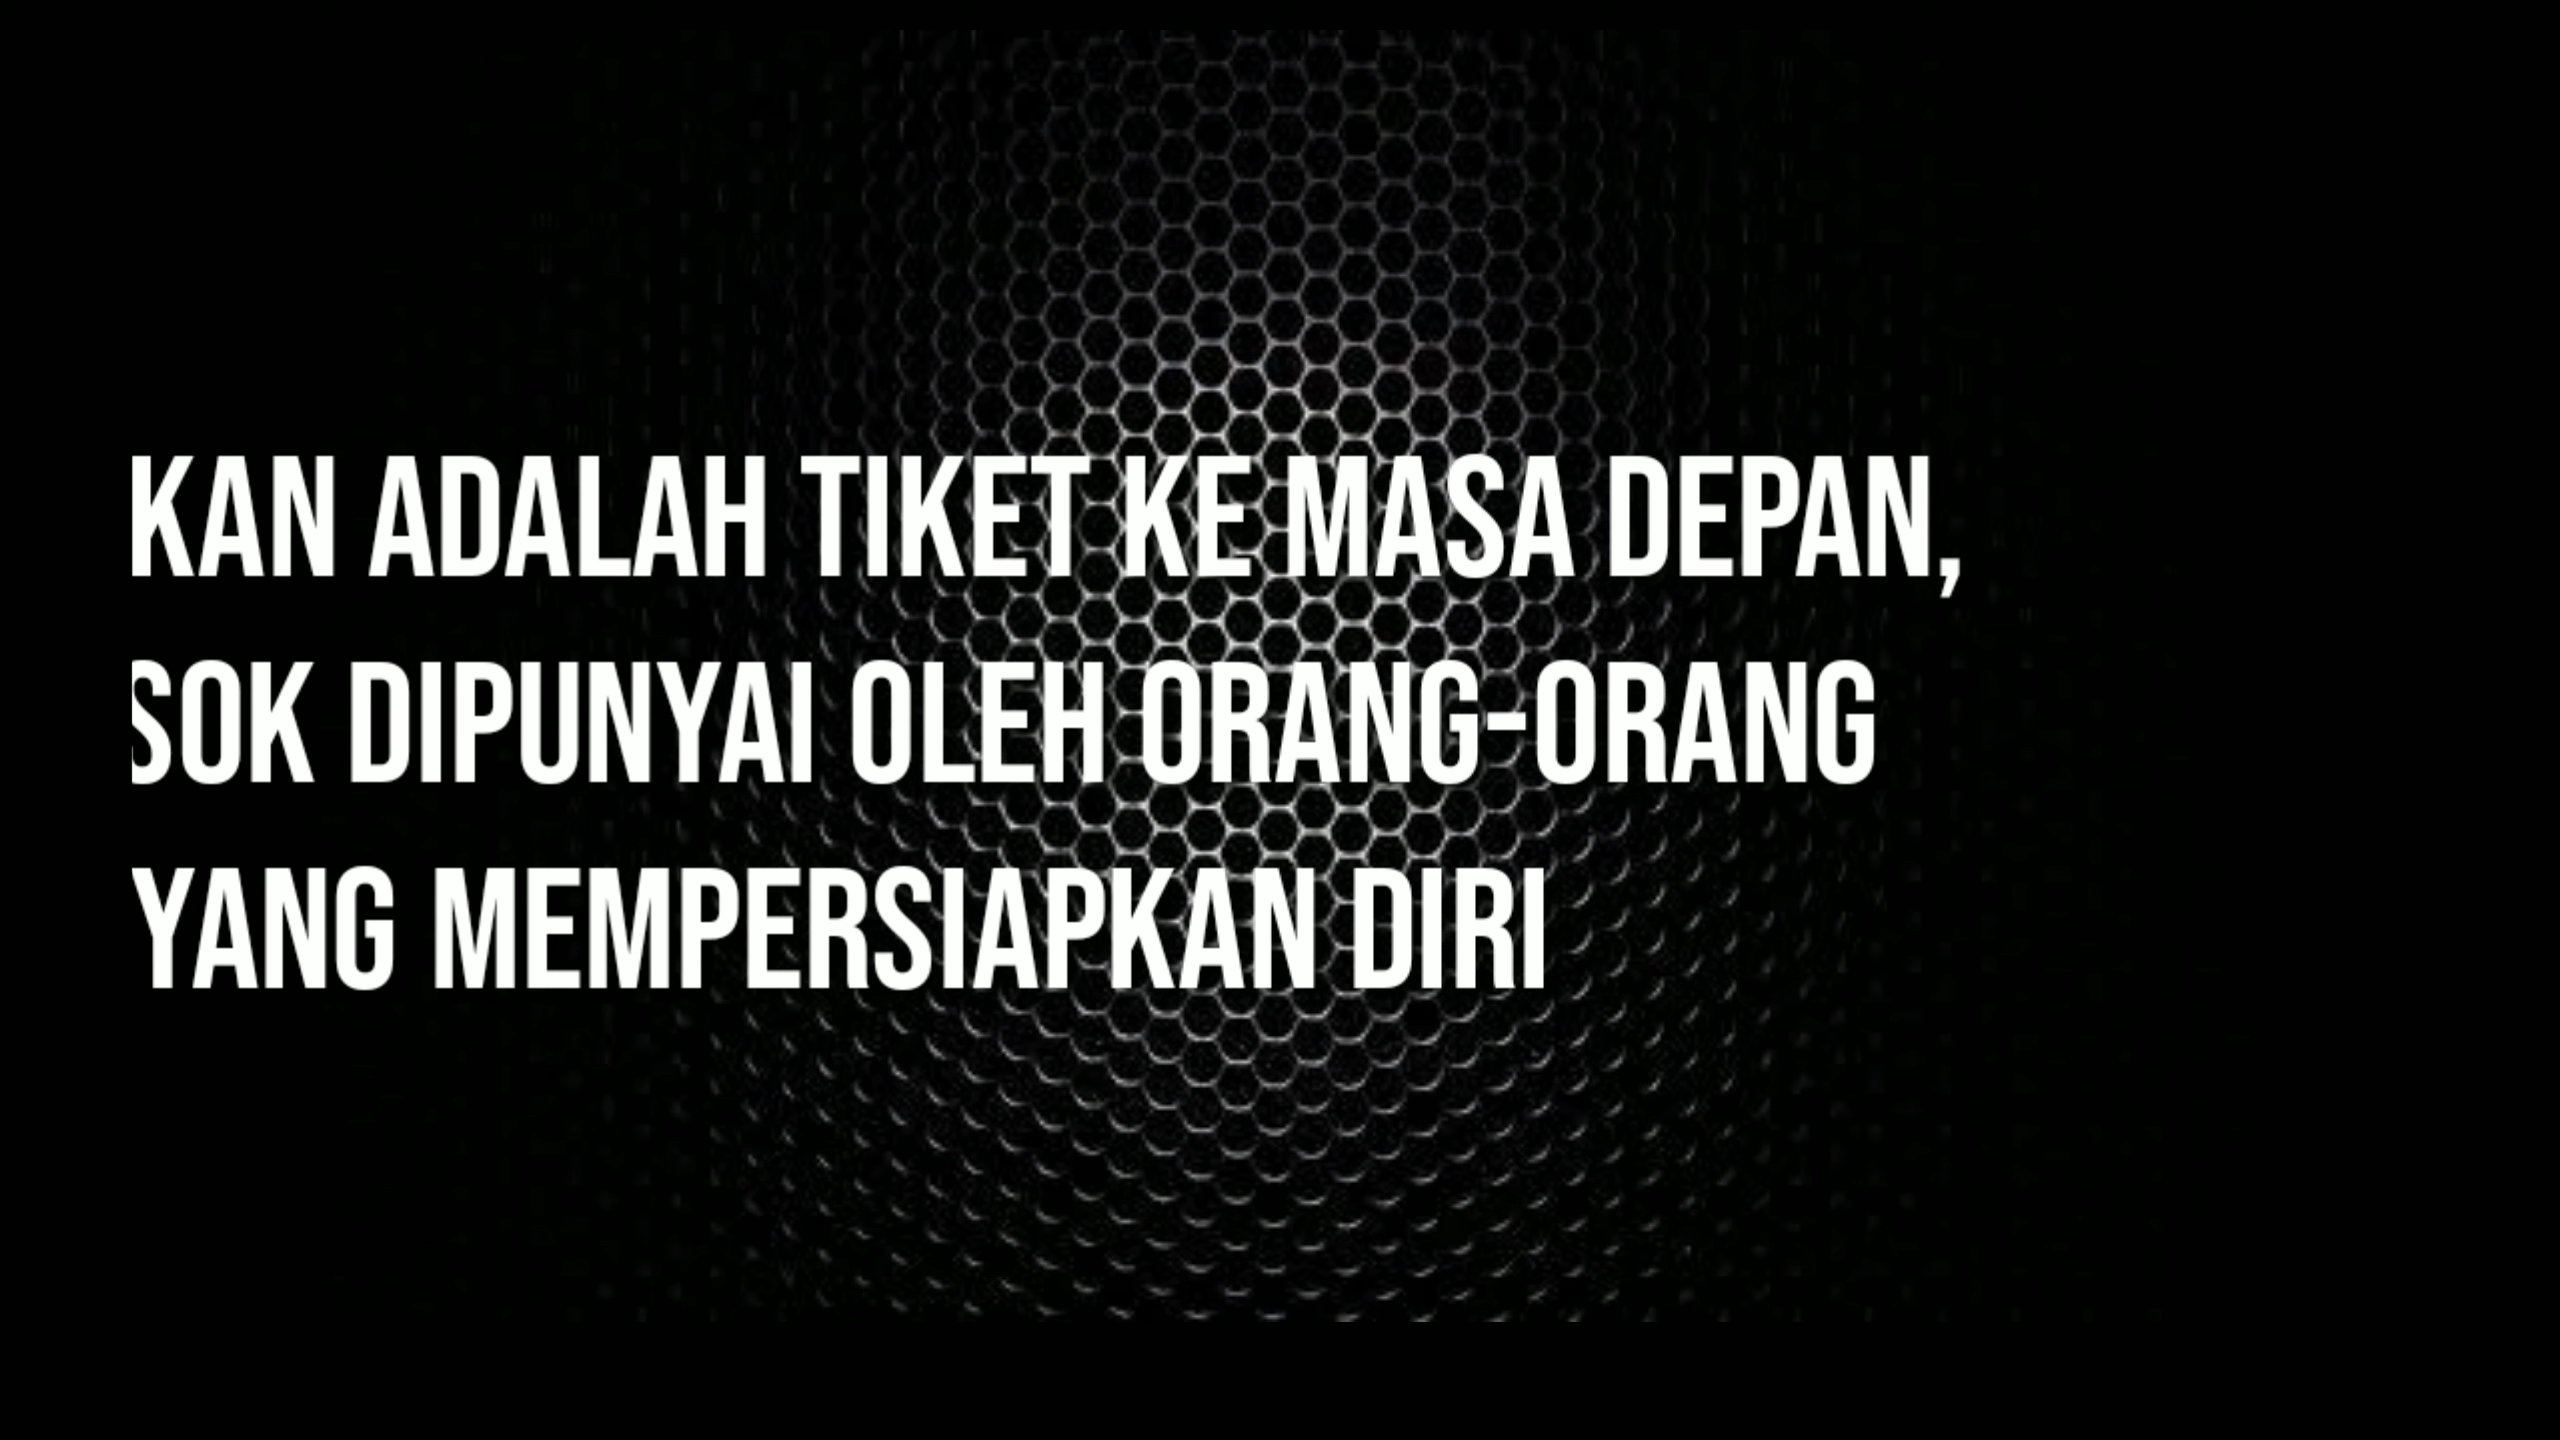 KAN ADALAH TIKET KE MASA DEPAN,
SOK DIPUNYAI OLEH ORANG-ORANG
YANG MEMPERSIAPKAN DIRI